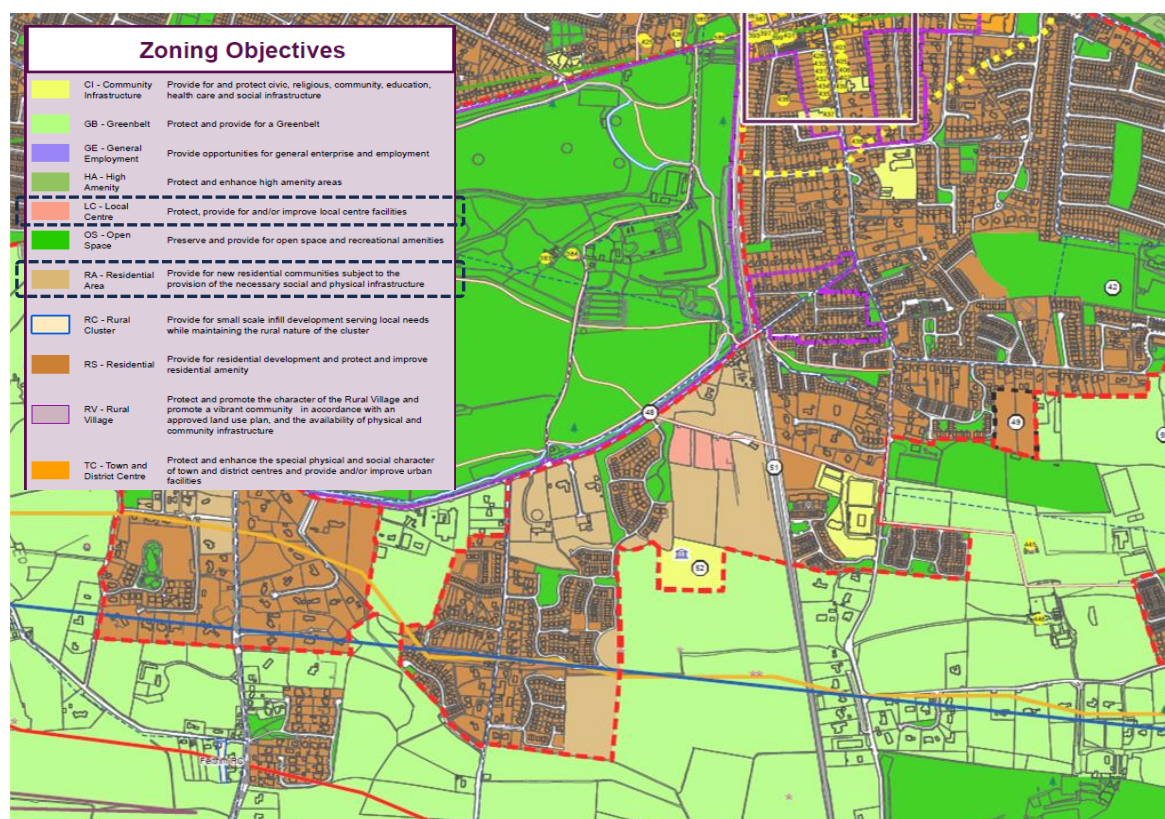 Zoning Objectives
CI - Community
Infrastructure
Provide for and protect civic, religious, community, education,
health care and social infrastructure
GB - Greenbelt
Protect and provide for a Greenbelt
GE - General
Employment
Provide opportunities for general enterprise and employment
HA - High
Amenity
Protect and enhance high amenity areas
LC - Local
Centre
Protect, provide for and/or improve local centre facilities
OS - Open
Space
Preserve and provide for open space and recreational amenities
RA - Residential
Area
Provide for new residential communities subject to the
provision of the necessary social and physical infrastructure
RC - Rural
Cluster
Provide for small scale infill development serving local needs
while maintaining the rural nature of the cluster
RS - Residential
Provide for residential development and protect and improve
residential amenity
RV - Rural
Village
Protect and promote the character of the Rural Village and
promote a vibrant community in accordance with an
approved land use plan, and the availability of physical and
community infrastructure
TC - Town and
District Centre
Protect and enhance the special physical and social character
of town and district centres and provide and/or improve urban
facilities
42
48
49
51
52